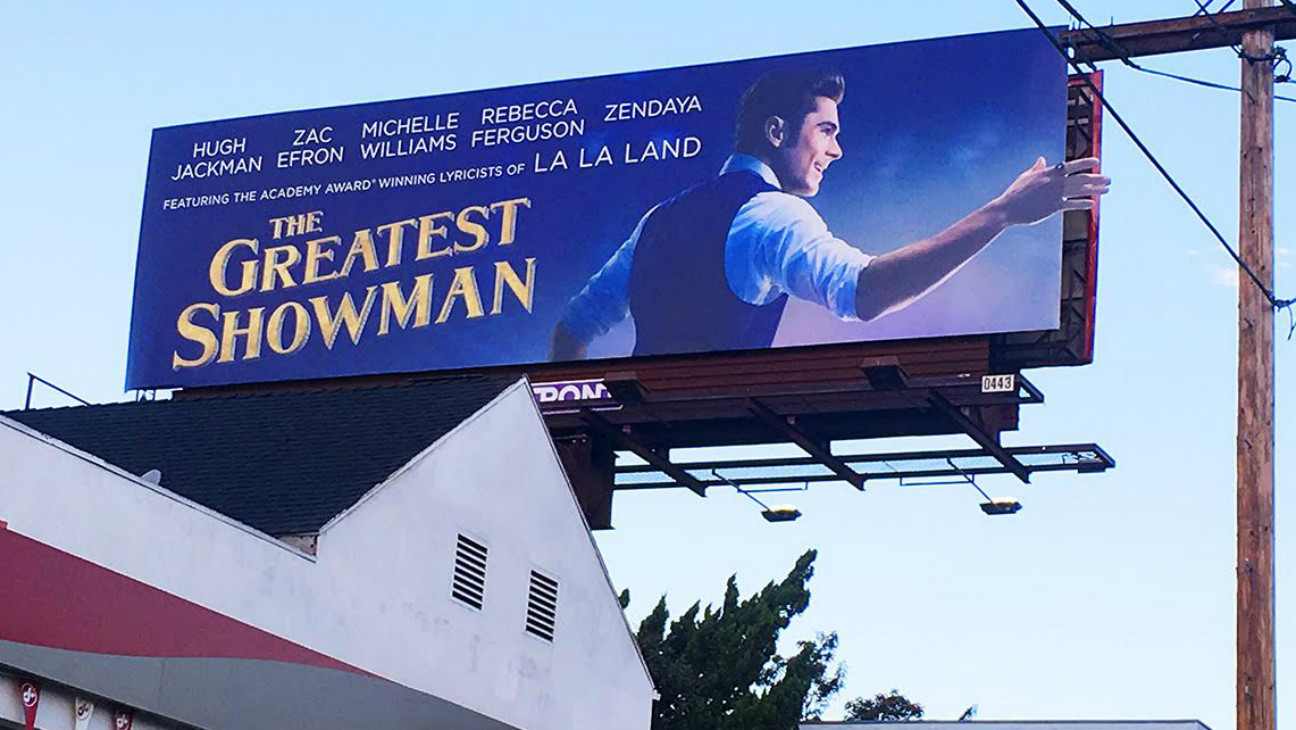 HUGH JACKMAN
ZAC EFRON
MICHELLE WILLIAMS
REBECCA FERGUSON
ZENDAYA
FEATURING THE ACADEMY AWARD® WINNING LYRICISTS OF LA LA LAND
THE
GREATEST
SHOWMAN
0443